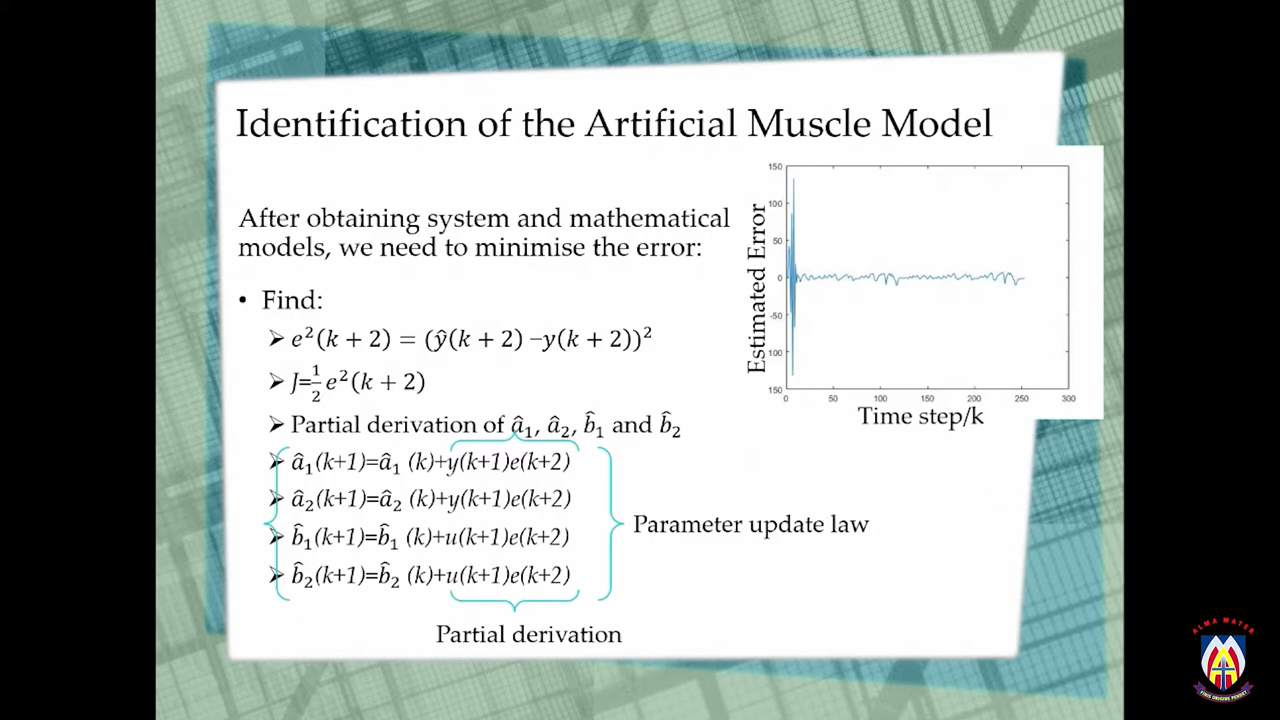 Identification of the Artificial Muscle Model
After obtaining system and mathematical
models, we need to minimise the error:
• Find:
➢ e²(k + 2) = (ŷ(k + 2) −y(k + 2))²
➢ J=½e²(k + 2)
➢ Partial derivation of â₁, â₂, b̂₁ and b̂₂
➢ â₁(k+1)=â₁ (k)+y(k+1)e(k+2)
➢ â₂(k+1)=â₂ (k)+y(k+1)e(k+2)
➢ b̂₁(k+1)=b̂₁ (k)+u(k+1)e(k+2)
➢ b̂₂(k+1)=b̂₂ (k)+u(k+1)e(k+2)
Parameter update law
Partial derivation
Estimated Error
150
100
50
0
-50
100
150
0 50 100 150 200 250 300
Time step/k
ALMA MATER
FINIS ORIGINE PENDET